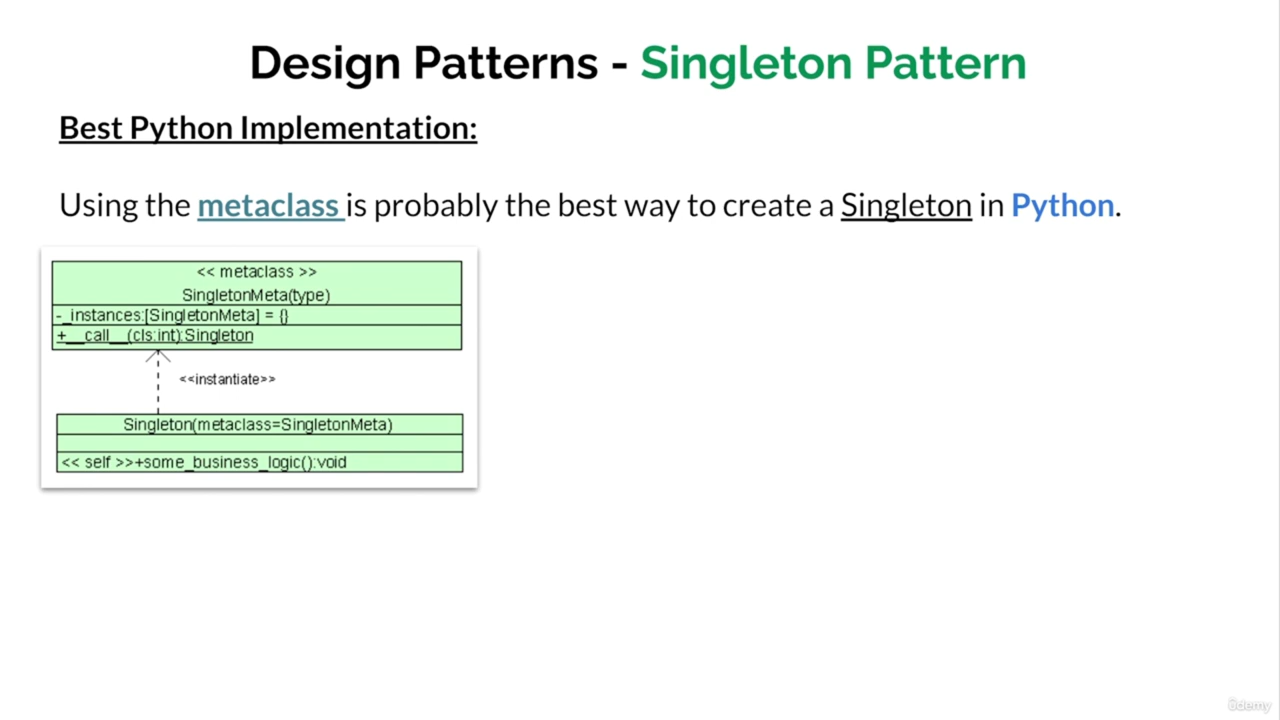 Design Patterns - Singleton Pattern
Best Python Implementation:
Using the metaclass is probably the best way to create a Singleton in Python.
<< metaclass >>
SingletonMeta(type)
-_instances:[SingletonMeta] = {}
+__call__(cls:int):Singleton
<<instantiate>>
Singleton(metaclass=SingletonMeta)
<< self >>+some_business_logic():void
ûdemy